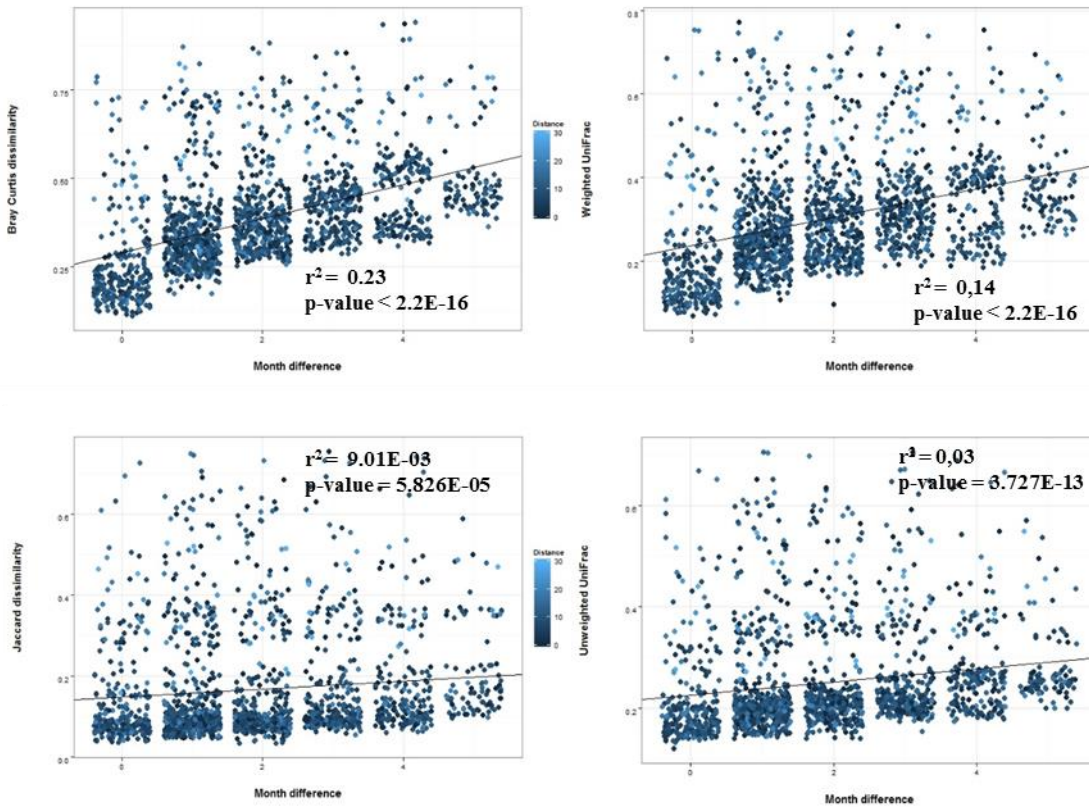 Bray Curtis dissimilarity
0.75
0.50
0.25
0
2
4
Month difference
r² = 0.23
p-value < 2.2E-16
Distance
30
20
10
0
Weighted UniFrac
0.8
0.6
0.4
0.2
0
2
4
Month difference
r² = 0,14
p-value < 2.2E-16
Jaccard dissimilarity
0.6
0.4
0.2
0.0
0
2
4
Month difference
r² = 9.01E-03
p-value = 5,826E-05
Distance
30
20
10
0
Unweighted UniFrac
0.6
0.4
0.2
0
2
4
Month difference
= 0,03
p-value = 3.727E-13